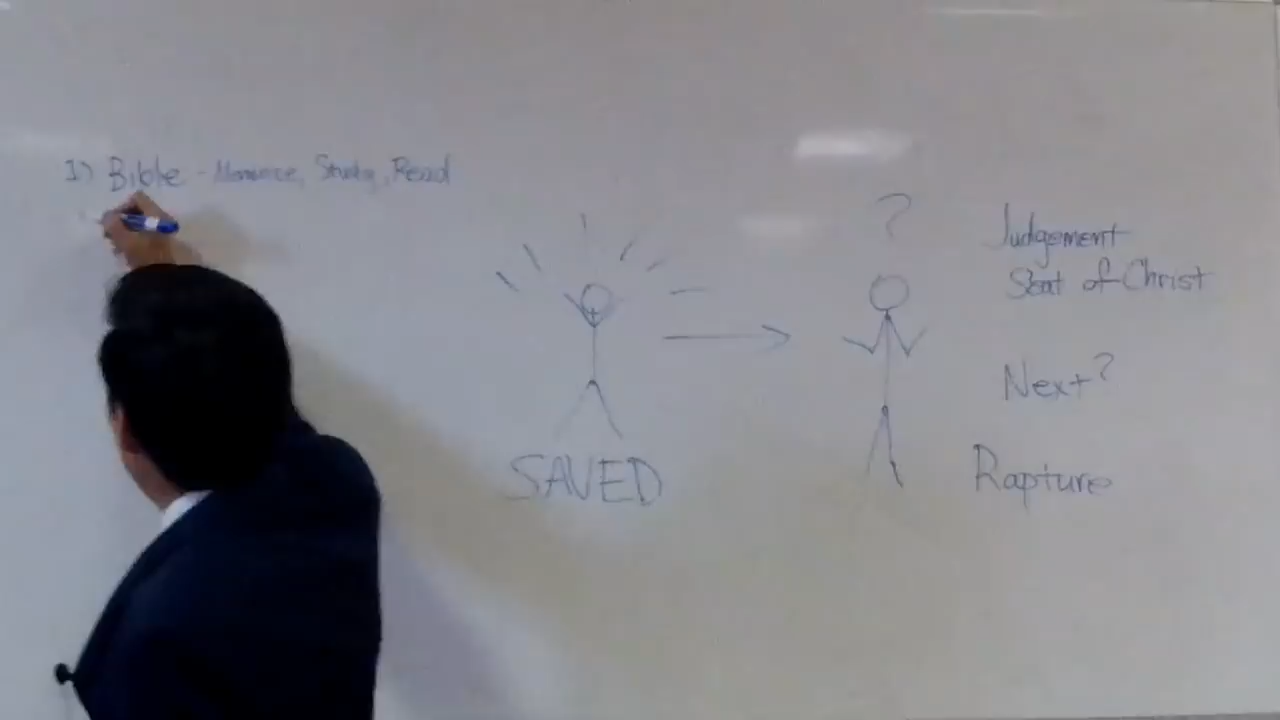 1) Bible - Memorize, Study, Read
?
Judgement
Seat of Christ
Next?
Rapture
SAVED